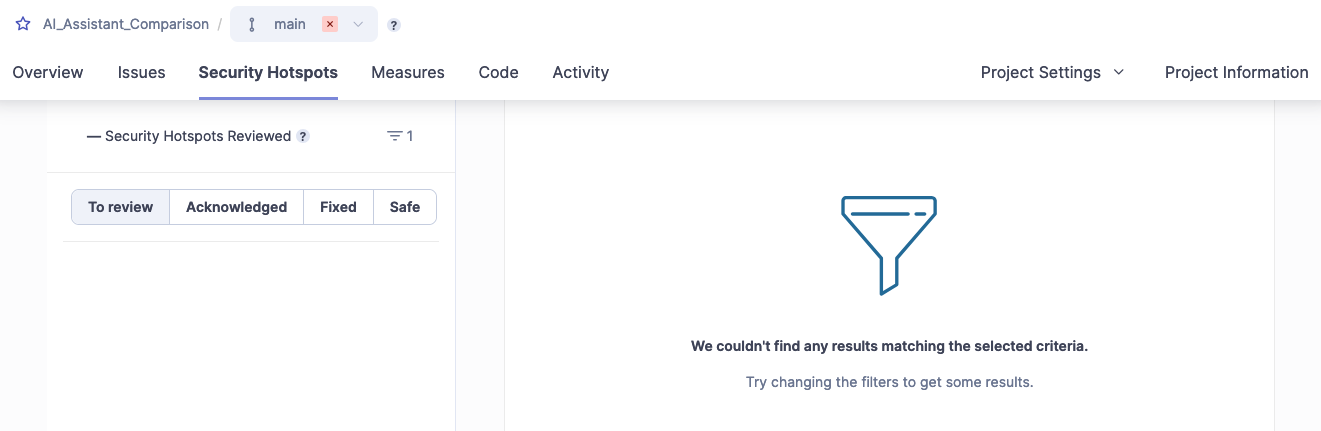 AI_Assistant_Comparison / main ?
Overview Issues Security Hotspots Measures Code Activity Project Settings Project Information
— Security Hotspots Reviewed ? 1
To review Acknowledged Fixed Safe
We couldn't find any results matching the selected criteria.
Try changing the filters to get some results.